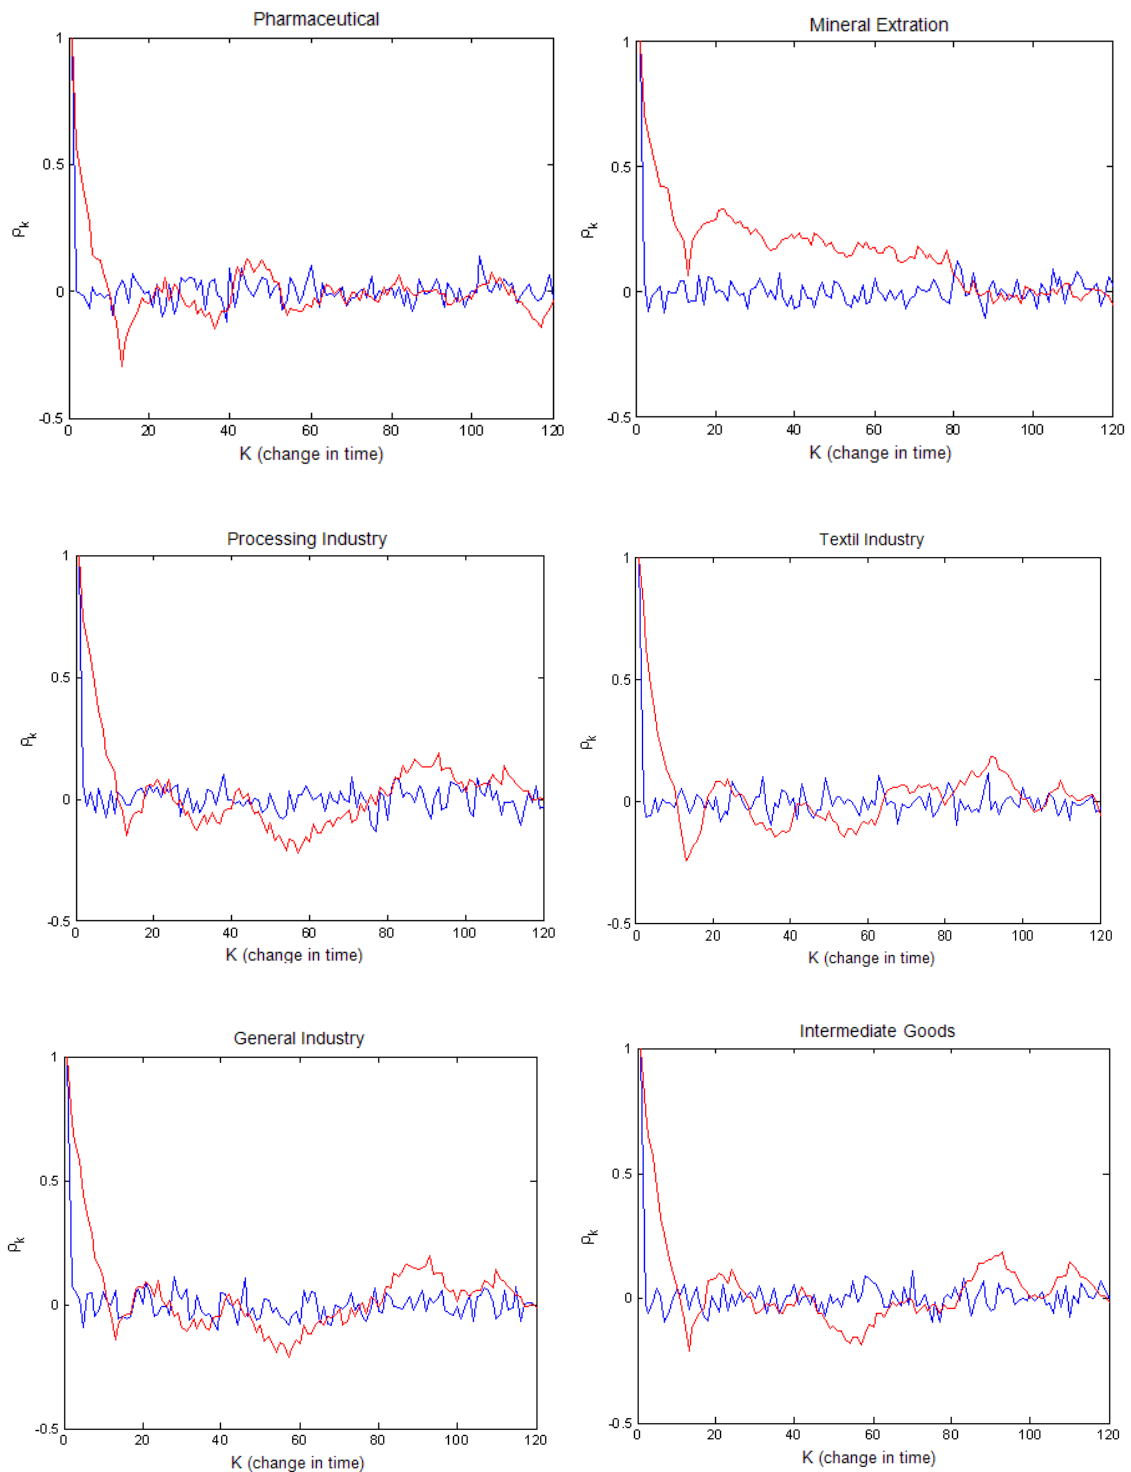 Pharmaceutical
1
0.5
0
-0.5
ρk
0 20 40 60 80 100 120
K (change in time)
Mineral Extration
1
0.5
0
-0.5
ρk
0 20 40 60 80 100 120
K (change in time)
Processing Industry
1
0.5
0
-0.5
ρk
0 20 40 60 80 100 120
K (change in time)
Textil Industry
1
0.5
0
-0.5
ρk
0 20 40 60 80 100 120
K (change in time)
General Industry
1
0.5
0
-0.5
ρk
0 20 40 60 80 100 120
K (change in time)
Intermediate Goods
1
0.5
0
-0.5
ρk
0 20 40 60 80 100 120
K (change in time)